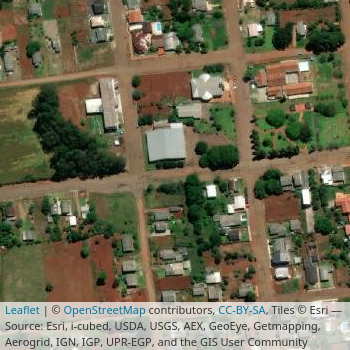 Leaflet | © OpenStreetMap contributors, CC-BY-SA, Tiles © Esri —
Source: Esri, i-cubed, USDA, USGS, AEX, GeoEye, Getmapping,
Aerogrid, IGN, IGP, UPR-EGP, and the GIS User Community